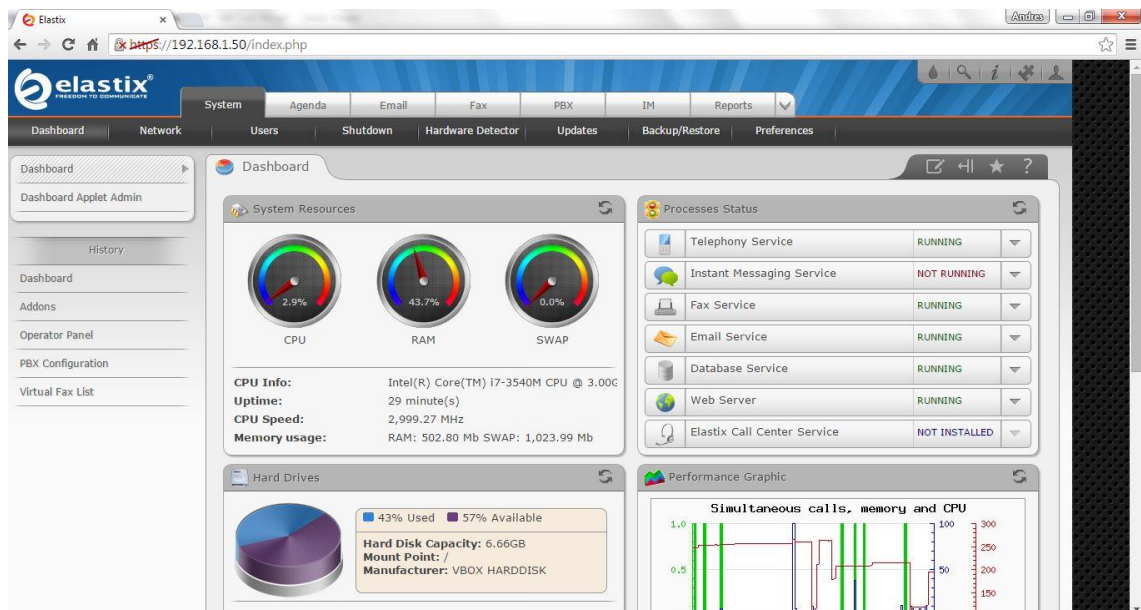 Elastix
Andres
https://192.168.1.50/index.php
elastix®
FREEDOM TO COMMUNICATE
System Agenda Email Fax PBX IM Reports
Dashboard Network Users Shutdown Hardware Detector Updates Backup/Restore Preferences
Dashboard
Dashboard Applet Admin
History
Dashboard
Addons
Operator Panel
PBX Configuration
Virtual Fax List
Dashboard
System Resources
2.9% 43.7% 0.0%
CPU RAM SWAP
CPU Info: Intel(R) Core(TM) i7-3540M CPU @ 3.00G
Uptime: 29 minute(s)
CPU Speed: 2,999.27 MHz
Memory usage: RAM: 502.80 Mb SWAP: 1,023.99 Mb
Processes Status
Telephony Service RUNNING
Instant Messaging Service NOT RUNNING
Fax Service RUNNING
Email Service RUNNING
Database Service RUNNING
Web Server RUNNING
Elastix Call Center Service NOT INSTALLED
Hard Drives
43% Used 57% Available
Hard Disk Capacity: 6.66GB
Mount Point: /
Manufacturer: VBOX HARDDISK
Performance Graphic
Simultaneous calls, memory and CPU
1.0 100 300
250
0.5 50 200
150